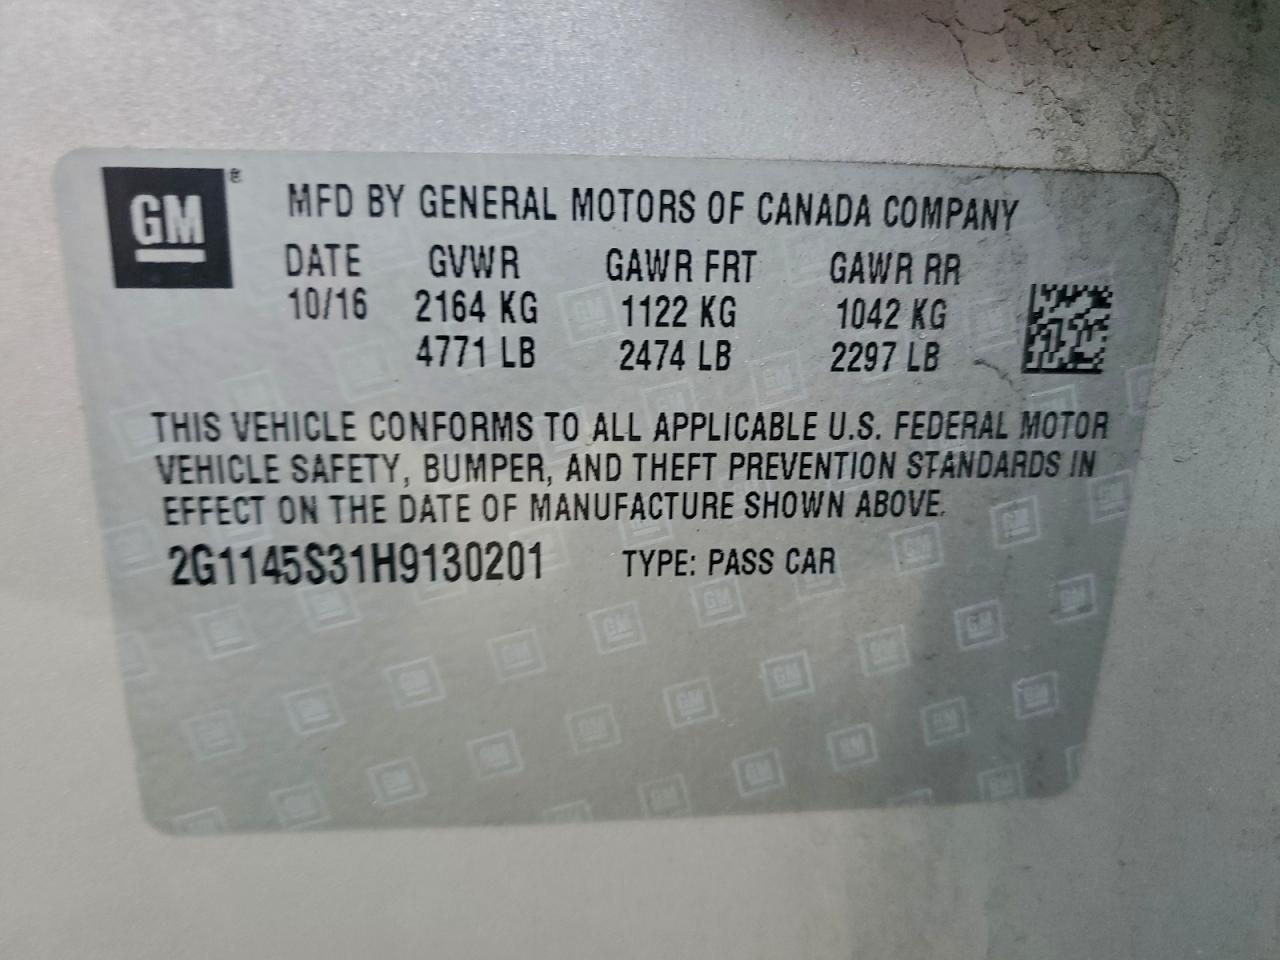 GM®
MFD BY GENERAL MOTORS OF CANADA COMPANY
DATE GVWR GAWR FRT GAWR RR
10/16 2164 KG 1122 KG 1042 KG
4771 LB 2474 LB 2297 LB
THIS VEHICLE CONFORMS TO ALL APPLICABLE U.S. FEDERAL MOTOR
VEHICLE SAFETY, BUMPER, AND THEFT PREVENTION STANDARDS IN
EFFECT ON THE DATE OF MANUFACTURE SHOWN ABOVE.
2G1145S31H9130201 TYPE: PASS CAR